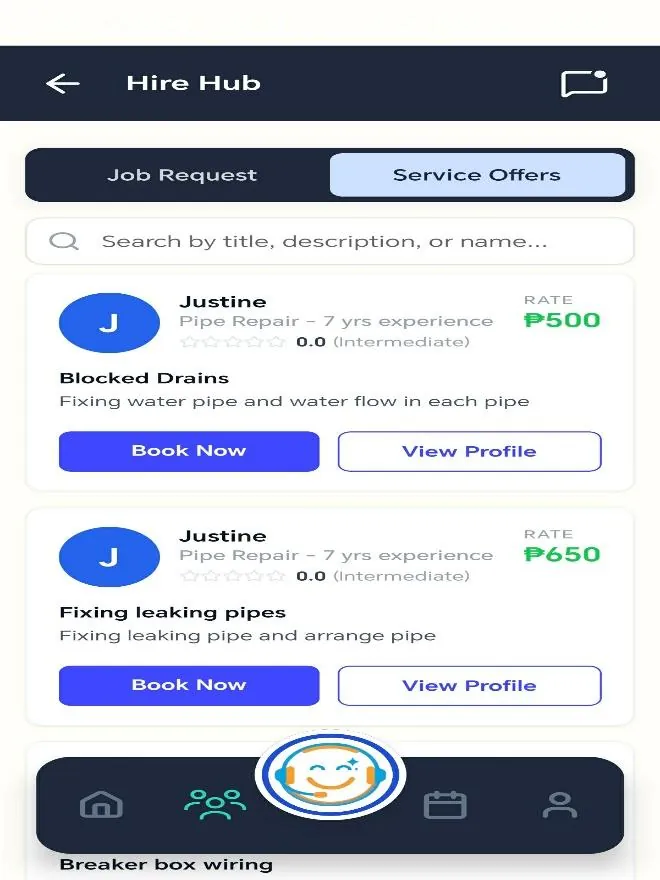 Hire Hub
Job Request
Service Offers
Search by title, description, or name...
J
Justine
Pipe Repair - 7 yrs experience
0.0 (Intermediate)
RATE
₱500
Blocked Drains
Fixing water pipe and water flow in each pipe
Book Now
View Profile
J
Justine
Pipe Repair - 7 yrs experience
0.0 (Intermediate)
RATE
₱650
Fixing leaking pipes
Fixing leaking pipe and arrange pipe
Book Now
View Profile
Breaker box wiring